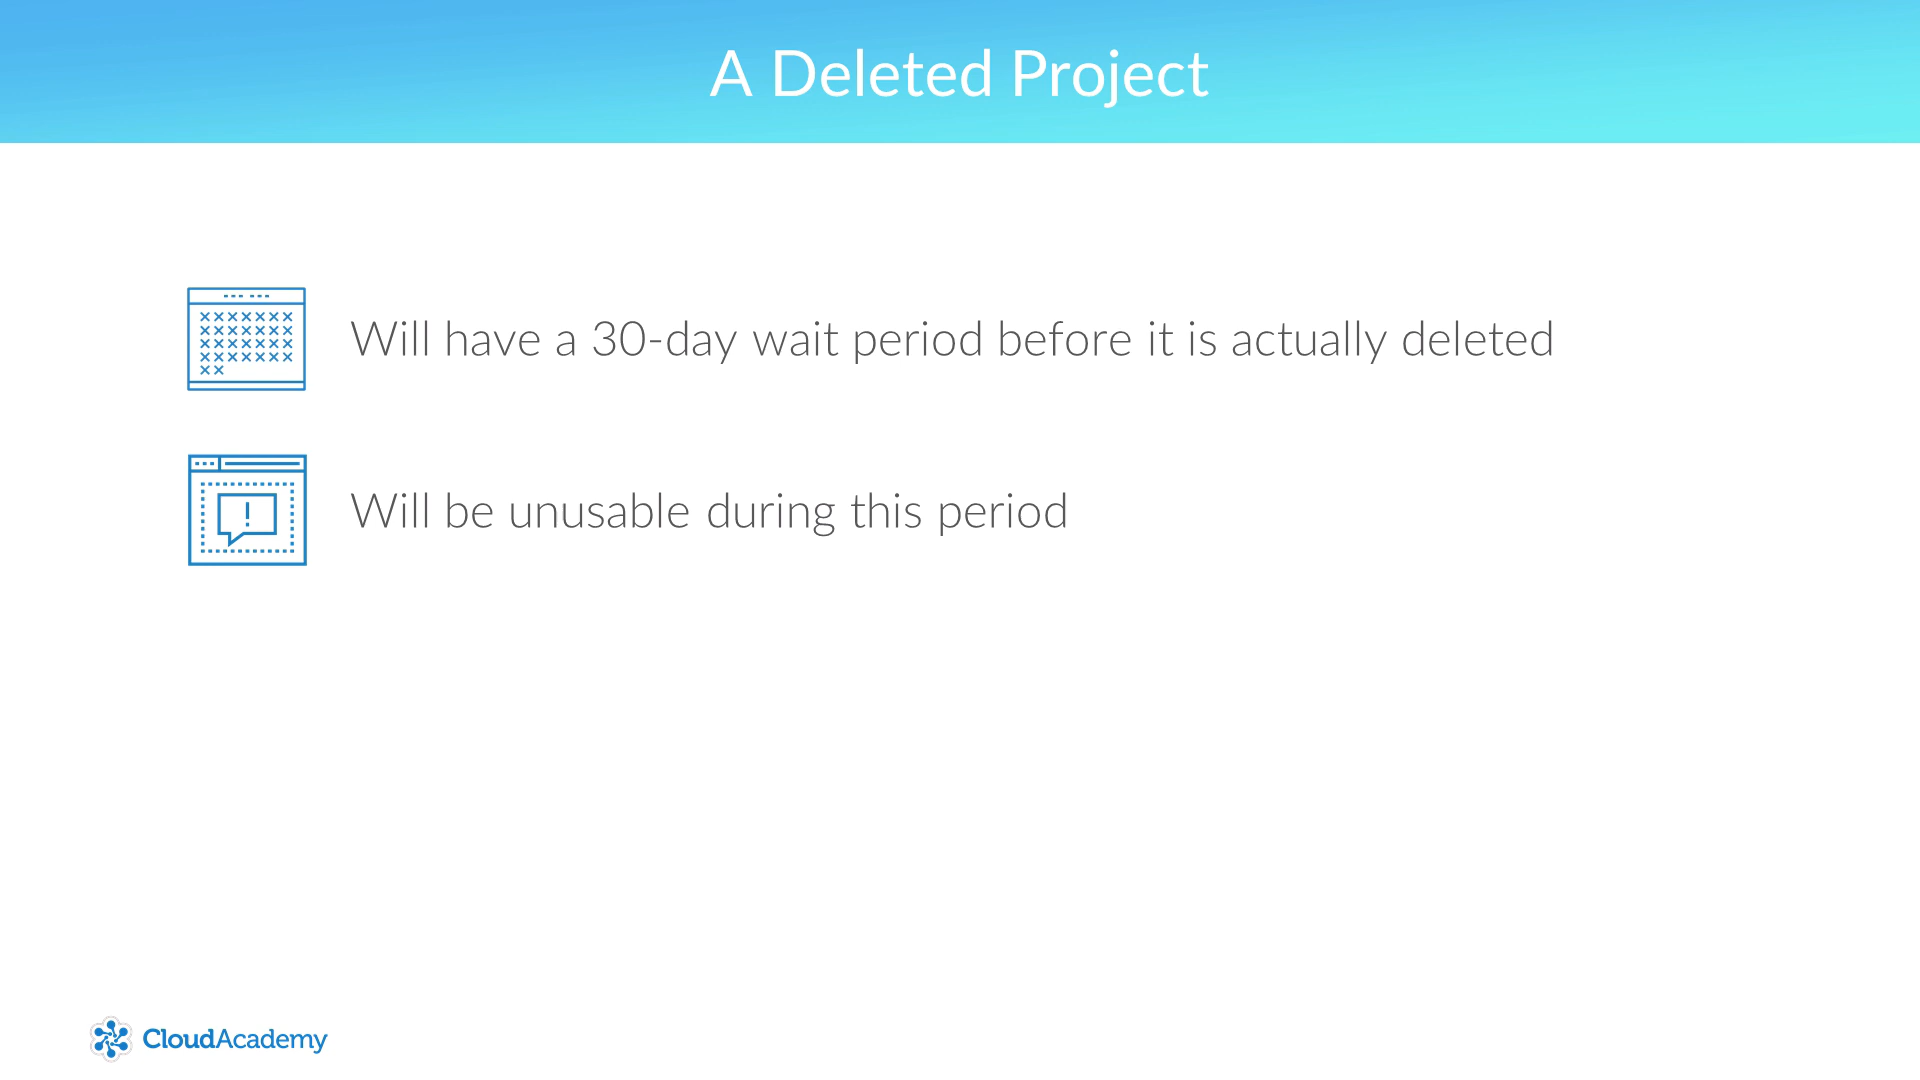 A Deleted Project
Will have a 30-day wait period before it is actually deleted
Will be unusable during this period
CloudAcademy